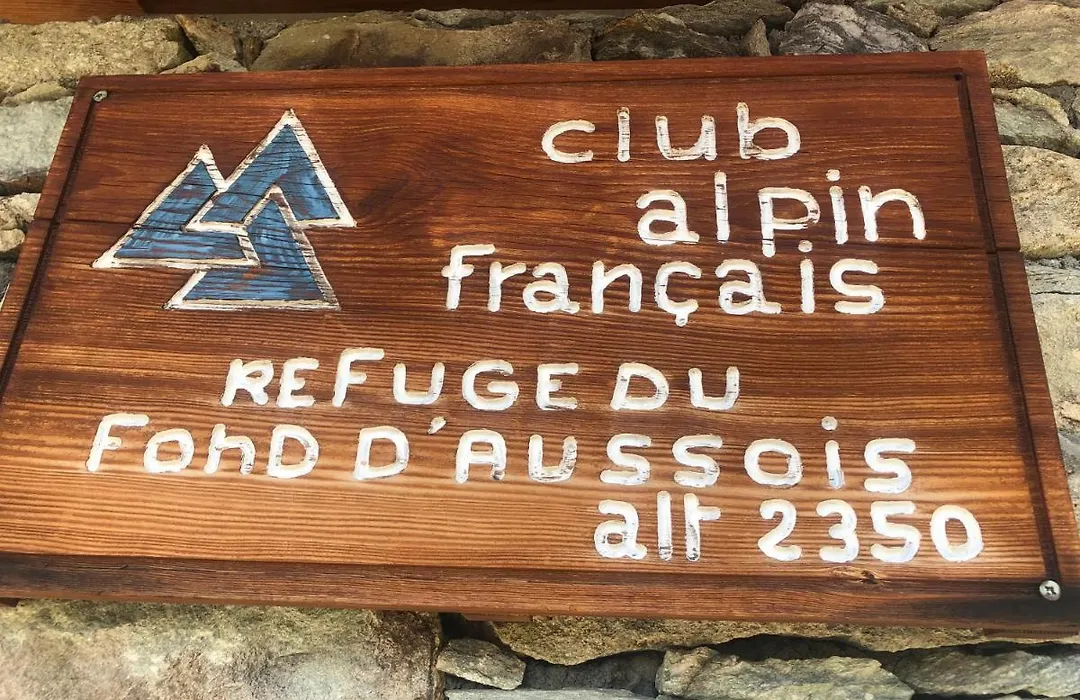 club
alpin
français
REFUGE DU
FonD D'AUSSOiS
alt 2350